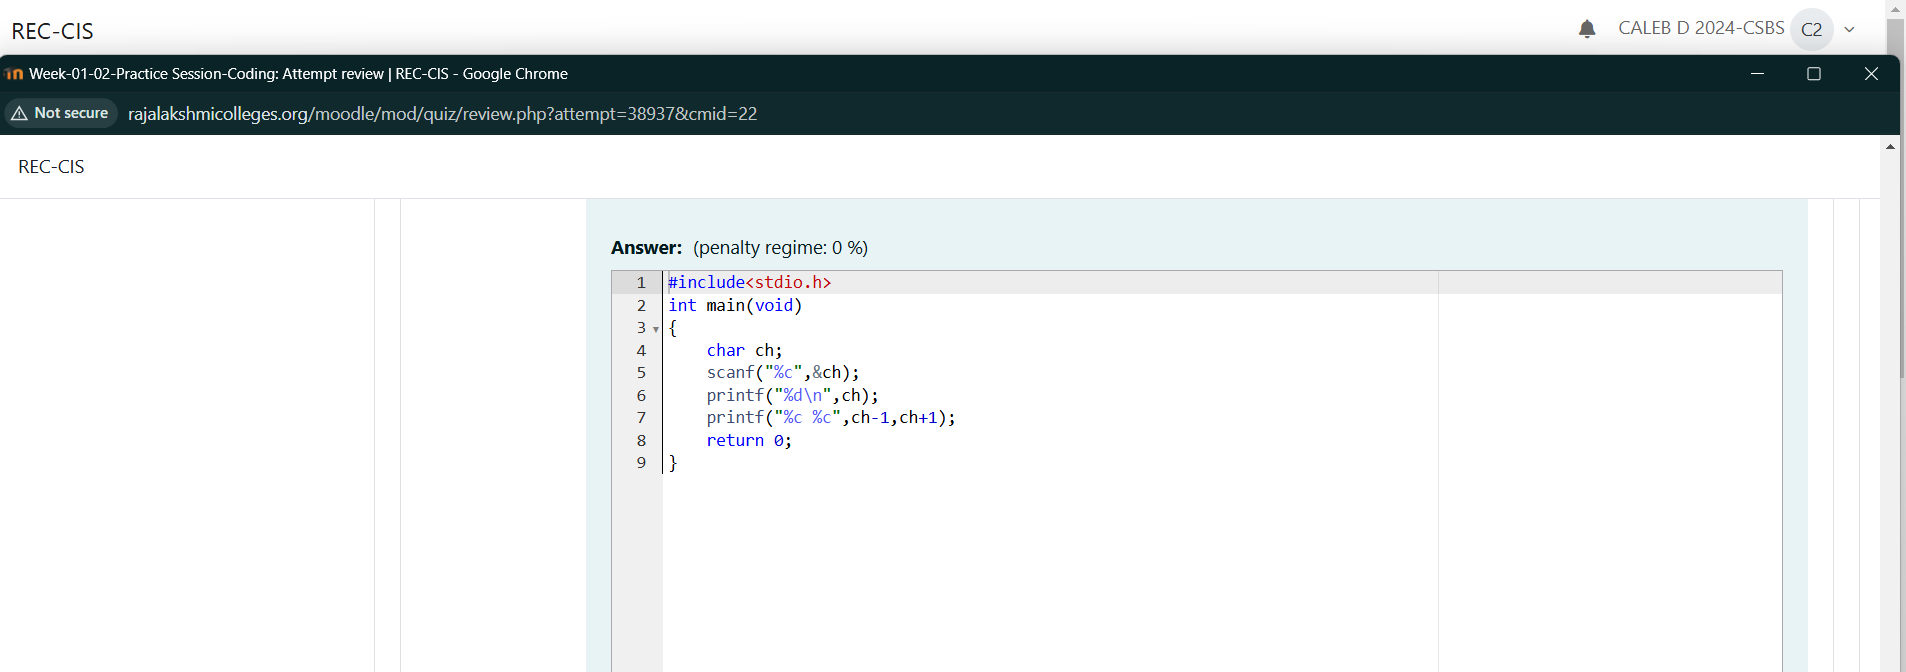 REC-CIS
CALEB D 2024-CSBS C2
Week-01-02-Practice Session-Coding: Attempt review | REC-CIS - Google Chrome
Not secure rajalakshmicolleges.org/moodle/mod/quiz/review.php?attempt=38937&cmid=22
REC-CIS
Answer: (penalty regime: 0 %)
1 #include<stdio.h>
2 int main(void)
3 {
4     char ch;
5     scanf("%c",&ch);
6     printf("%d\n",ch);
7     printf("%c %c",ch-1,ch+1);
8     return 0;
9 }